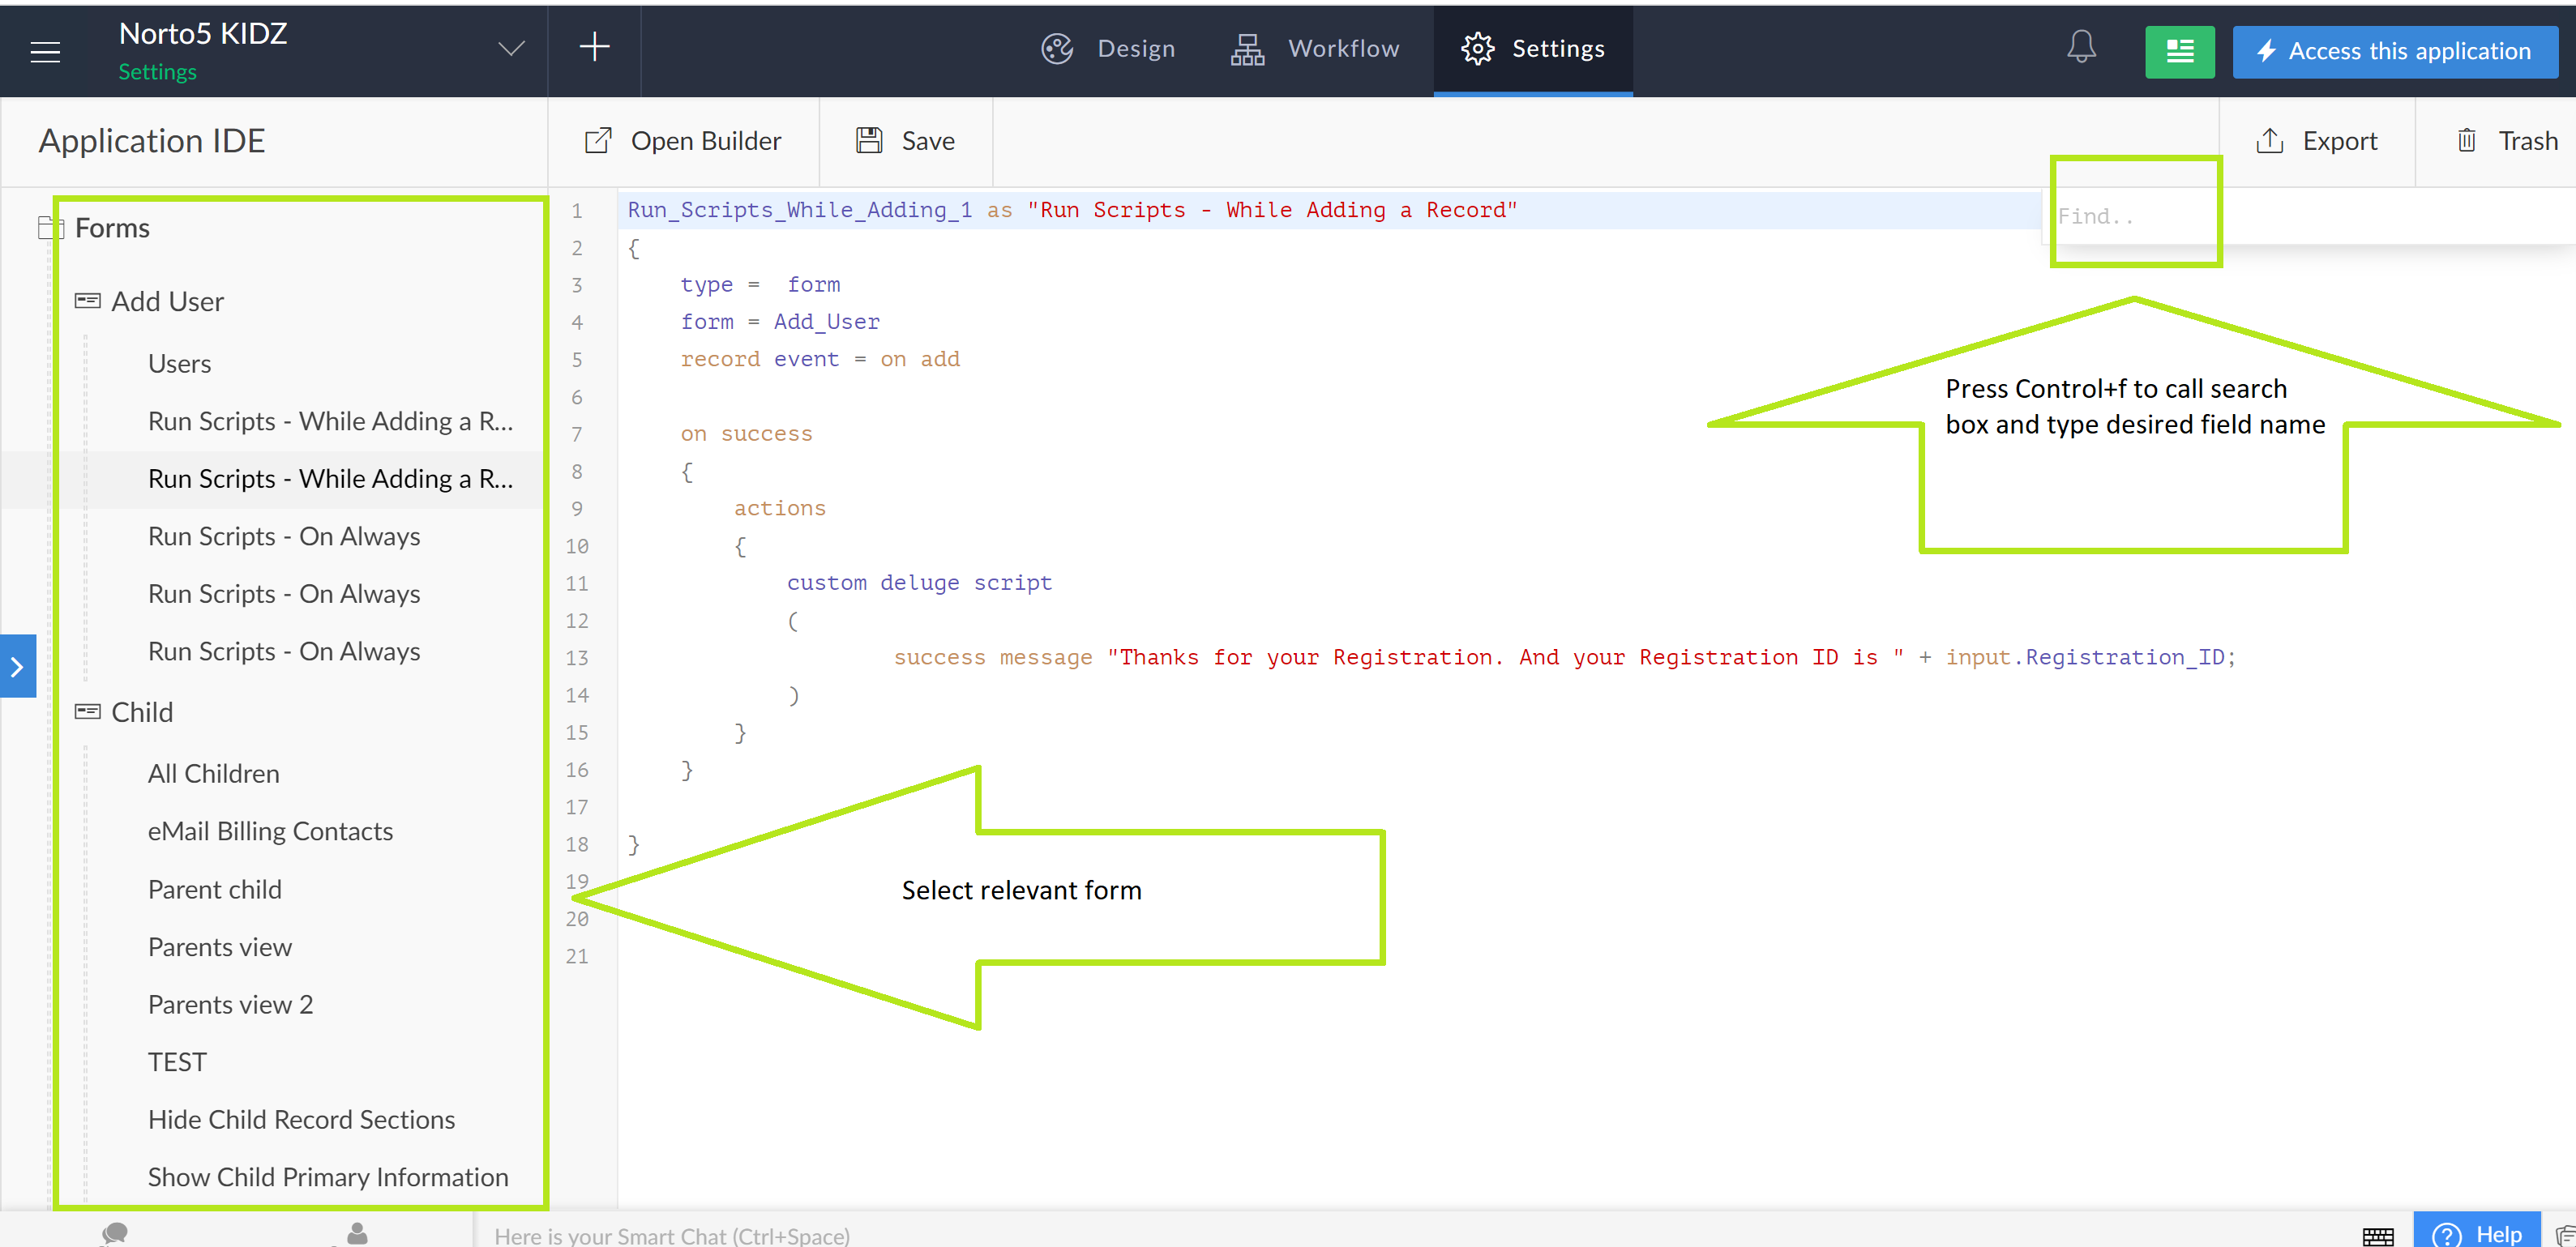 Norto5 KIDZ
Settings
Design
Workflow
Settings
Access this application
Application IDE
Open Builder
Save
Export
Trash
Forms
Add User
Users
Run Scripts - While Adding a R...
Run Scripts - While Adding a R...
Run Scripts - On Always
Run Scripts - On Always
Run Scripts - On Always
Child
All Children
eMail Billing Contacts
Parent child
Parents view
Parents view 2
TEST
Hide Child Record Sections
Show Child Primary Information
1 Run_Scripts_While_Adding_1 as "Run Scripts - While Adding a Record"
2 {
3 type =  form
4 form = Add_User
5 record event = on add
6
7 on success
8 {
9 actions
10 {
11 custom deluge script
12 (
13 success message "Thanks for your Registration. And your Registration ID is " + input.Registration_ID;
14 )
15 }
16 }
17
18 }
19
20
21
Find..
Press Control+f to call search
box and type desired field name
Select relevant form
Here is your Smart Chat (Ctrl+Space)
Help